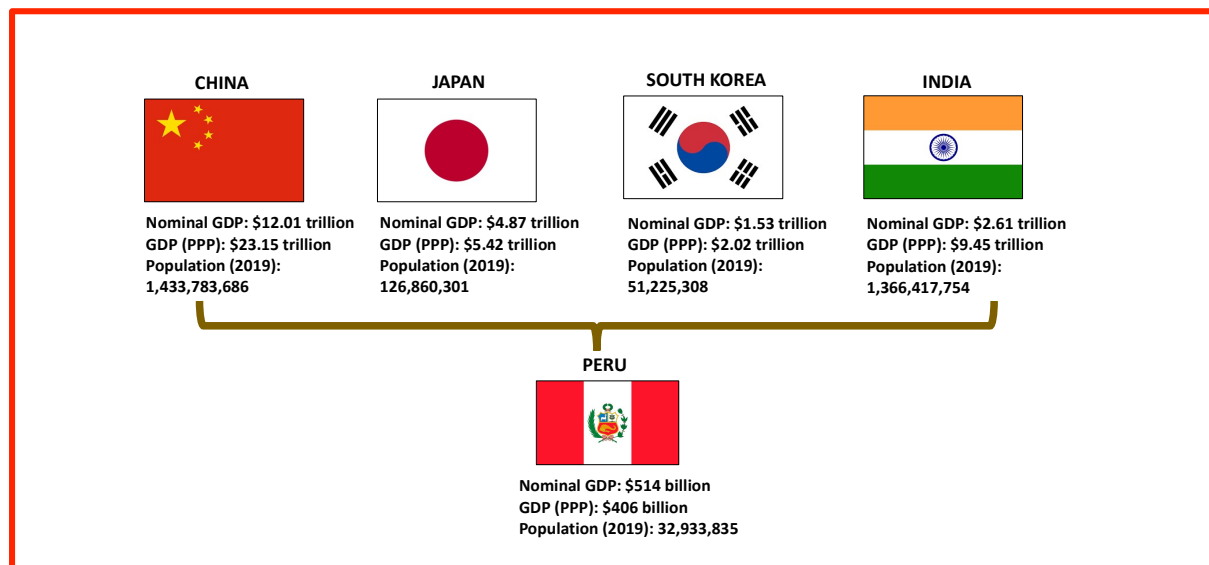 CHINA
Nominal GDP: $12.01 trillion
GDP (PPP): $23.15 trillion
Population (2019):
1,433,783,686
JAPAN
Nominal GDP: $4.87 trillion
GDP (PPP): $5.42 trillion
Population (2019):
126,860,301
SOUTH KOREA
Nominal GDP: $1.53 trillion
GDP (PPP): $2.02 trillion
Population (2019):
51,225,308
INDIA
Nominal GDP: $2.61 trillion
GDP (PPP): $9.45 trillion
Population (2019):
1,366,417,754
PERU
Nominal GDP: $514 billion
GDP (PPP): $406 billion
Population (2019): 32,933,835